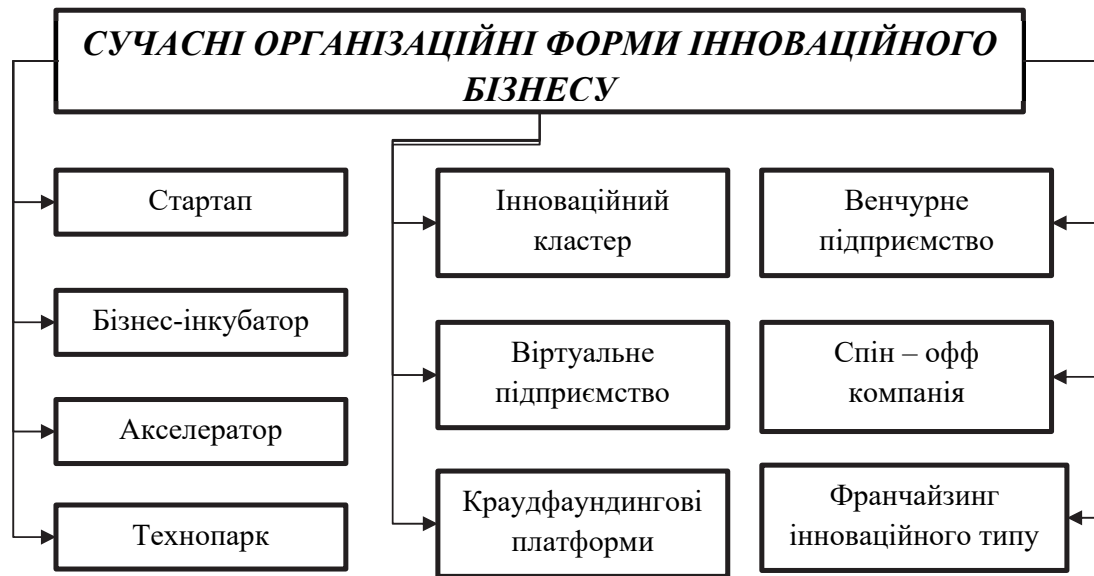 СУЧАСНІ ОРГАНІЗАЦІЙНІ ФОРМИ ІННОВАЦІЙНОГО
БІЗНЕСУ
Стартап
Бізнес-інкубатор
Акселератор
Технопарк
Інноваційний
кластер
Віртуальне
підприємство
Краудфаундингові
платформи
Венчурне
підприємство
Спін – офф
компанія
Франчайзинг
інноваційного типу